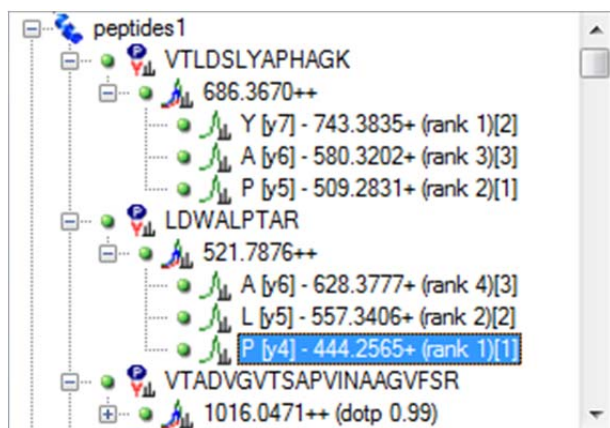 peptides1
VTLDSLYAPHAGK
686.3670++
Y [y7] - 743.3835+ (rank 1)[2]
A [y6] - 580.3202+ (rank 3)[3]
P [y5] - 509.2831+ (rank 2)[1]
LDWALPTAR
521.7876++
A [y6] - 628.3777+ (rank 4)[3]
L [y5] - 557.3406+ (rank 2)[2]
P [y4] - 444.2565+ (rank 1)[1]
VTADVGVTSAPVINAAGVFSR
1016.0471++ (dotp 0.99)